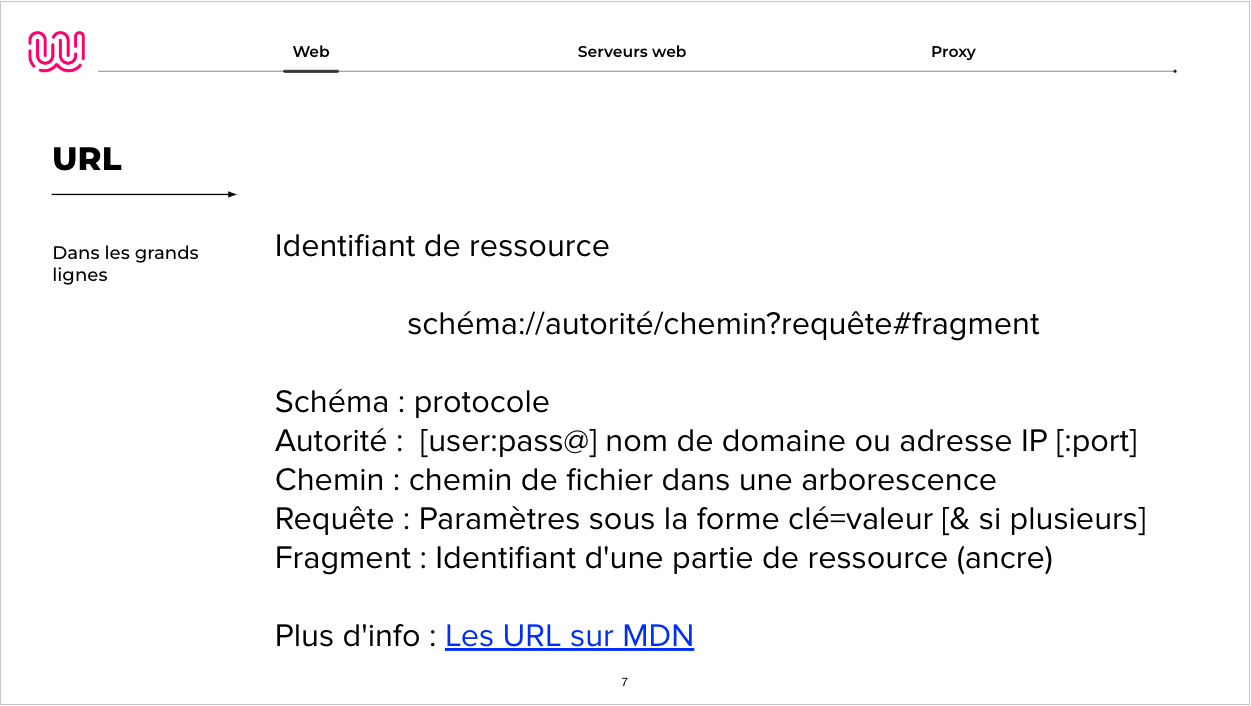 Web
Serveurs web
Proxy
URL
Dans les grands
lignes
Identifiant de ressource
schéma://autorité/chemin?requête#fragment
Schéma : protocole
Autorité :  [user:pass@] nom de domaine ou adresse IP [:port]
Chemin : chemin de fichier dans une arborescence
Requête : Paramètres sous la forme clé=valeur [& si plusieurs]
Fragment : Identifiant d'une partie de ressource (ancre)
Plus d'info : Les URL sur MDN
7